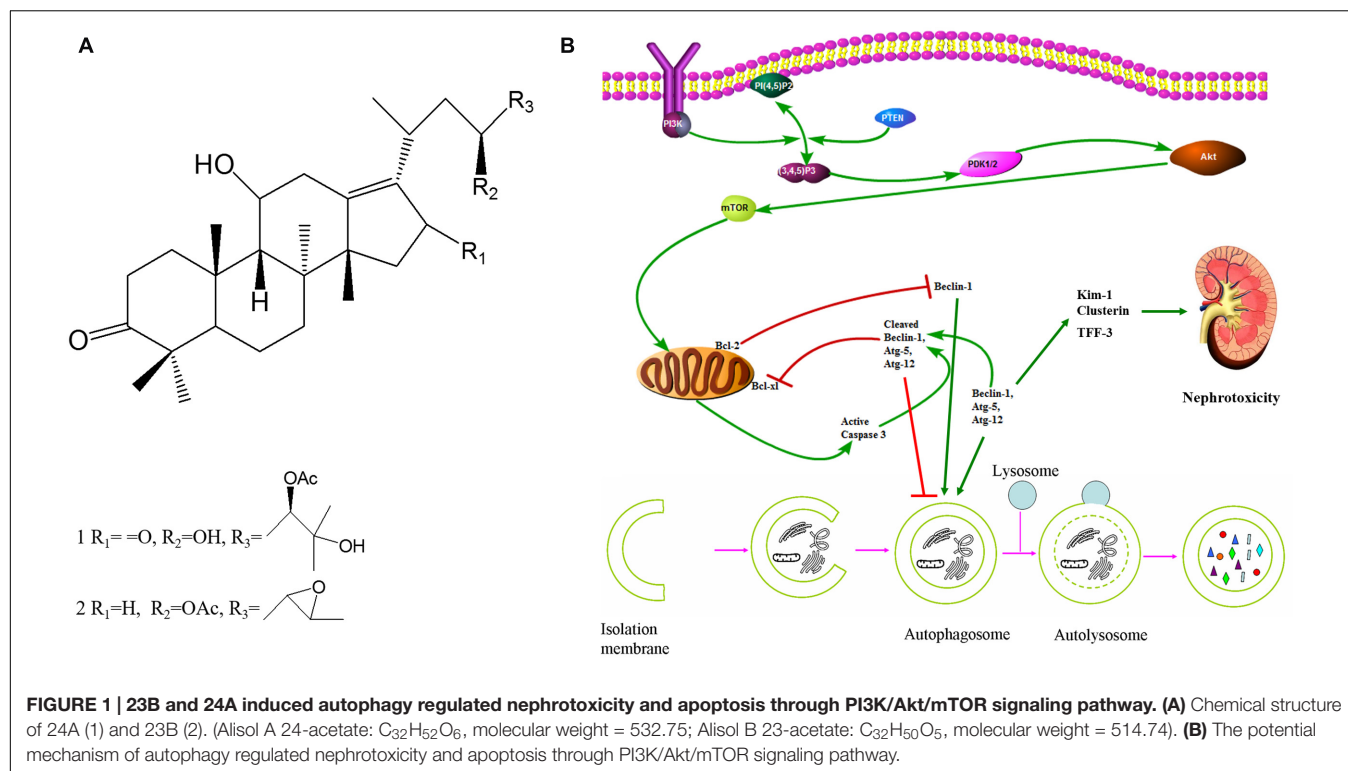 A
HO
R3
R2
R1
H
O
OAc
1 R1= =O, R2=OH, R3=
OH
O
2 R1=H, R2=OAc, R3=
B
PI(4,5)P2
PI3K
PTEN
(3,4,5)P3
PDK1/2
Akt
mTOR
Beclin-1
Bcl-2
Cleaved
Beclin-1,
Atg-5,
Atg-12
Bcl-xl
Kim-1
Clusterin
TFF-3
Nephrotoxicity
Beclin-1,
Atg-5,
Atg-12
Active
Caspase 3
Lysosome
Isolation
membrane
Autophagosome
Autolysosome
FIGURE 1 | 23B and 24A induced autophagy regulated nephrotoxicity and apoptosis through PI3K/Akt/mTOR signaling pathway. (A) Chemical structure
of 24A (1) and 23B (2). (Alisol A 24-acetate: C32H52O6, molecular weight = 532.75; Alisol B 23-acetate: C32H50O5, molecular weight = 514.74). (B) The potential
mechanism of autophagy regulated nephrotoxicity and apoptosis through PI3K/Akt/mTOR signaling pathway.